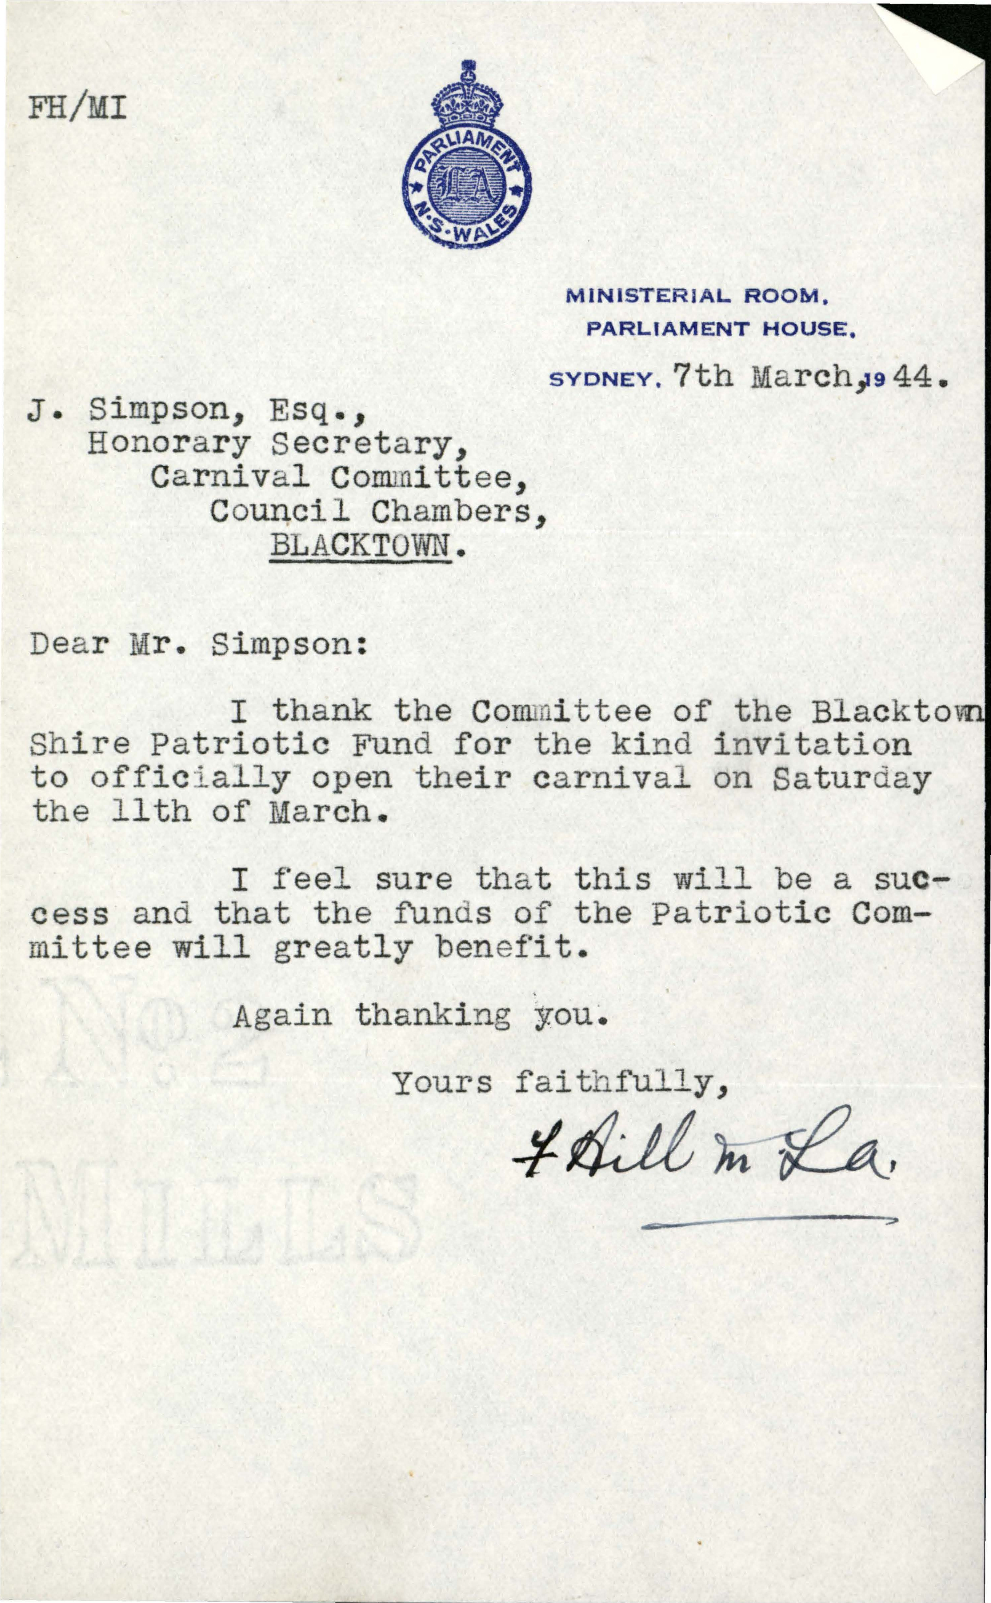 FH/MI
PARLIAMENT
LA
N.S.WALES
MINISTERIAL ROOM,
PARLIAMENT HOUSE,
SYDNEY, 7th March,1944.
J. Simpson, Esq.,
Honorary Secretary,
Carnival Committee,
Council Chambers,
BLACKTOWN.
Dear Mr. Simpson:
I thank the Committee of the Blacktown
Shire Patriotic Fund for the kind invitation
to officially open their carnival on Saturday
the 11th of March.
I feel sure that this will be a suc-
cess and that the funds of the Patriotic Com-
mittee will greatly benefit.
Again thanking you.
Yours faithfully,
F Hill M.L.a.
No 2
MILLS